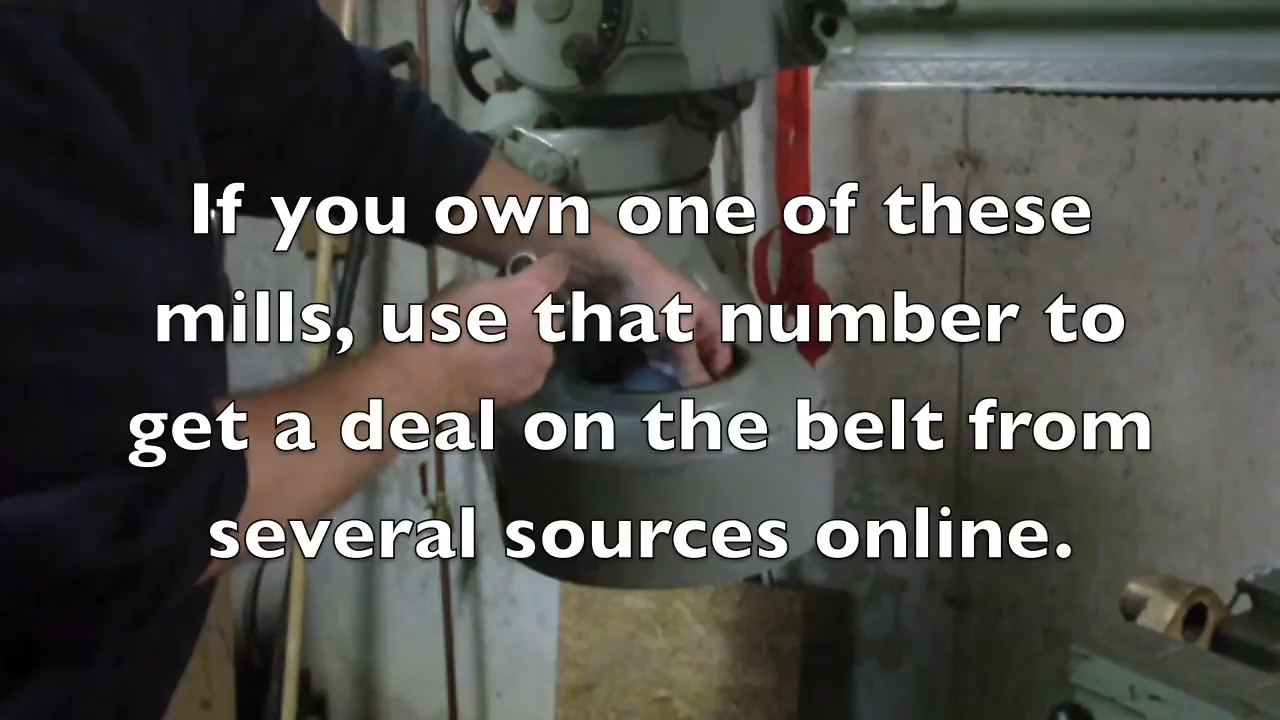 If you own one of these
mills, use that number to
get a deal on the belt from
several sources online.